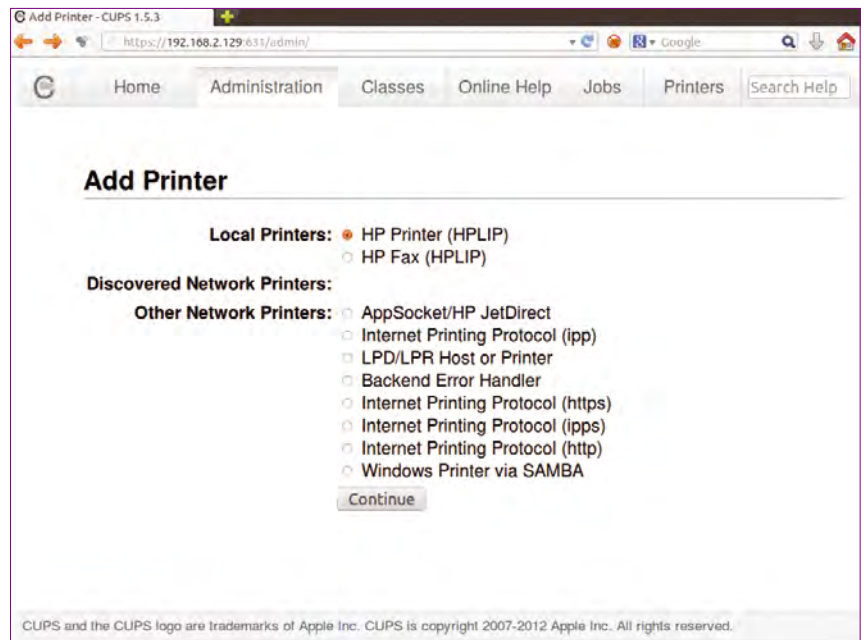 Add Printer - CUPS 1.5.3
https://192.168.2.129:631/admin/
Google
Home Administration Classes Online Help Jobs Printers Search Help
Add Printer
Local Printers: HP Printer (HPLIP)
HP Fax (HPLIP)
Discovered Network Printers:
Other Network Printers: AppSocket/HP JetDirect
Internet Printing Protocol (ipp)
LPD/LPR Host or Printer
Backend Error Handler
Internet Printing Protocol (https)
Internet Printing Protocol (ipps)
Internet Printing Protocol (http)
Windows Printer via SAMBA
Continue
CUPS and the CUPS logo are trademarks of Apple Inc. CUPS is copyright 2007-2012 Apple Inc. All rights reserved.